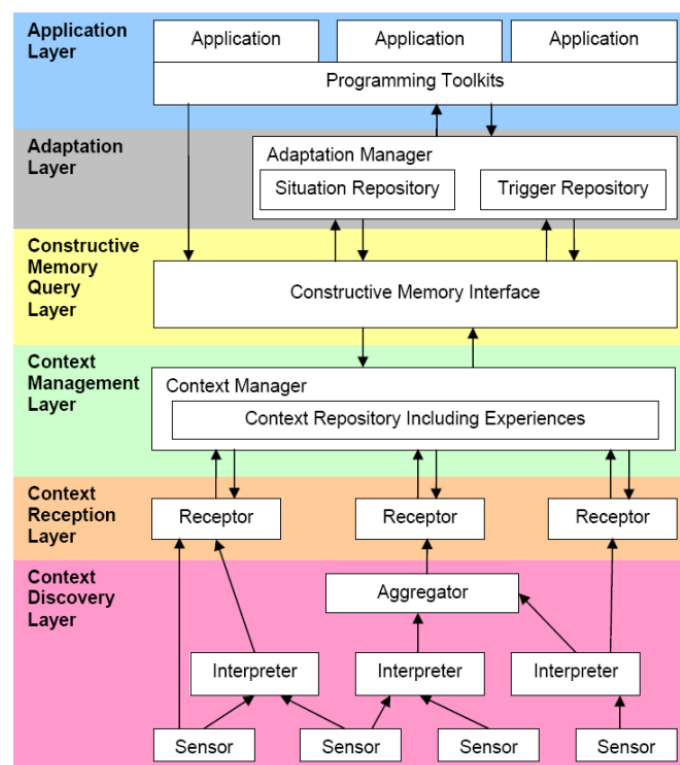 Application
Layer
Application
Application
Application
Programming Toolkits
Adaptation
Layer
Adaptation Manager
Situation Repository
Trigger Repository
Constructive
Memory
Query
Layer
Constructive Memory Interface
Context
Management
Layer
Context Manager
Context Repository Including Experiences
Context
Reception
Layer
Receptor
Receptor
Receptor
Context
Discovery
Layer
Aggregator
Interpreter
Interpreter
Interpreter
Sensor
Sensor
Sensor
Sensor